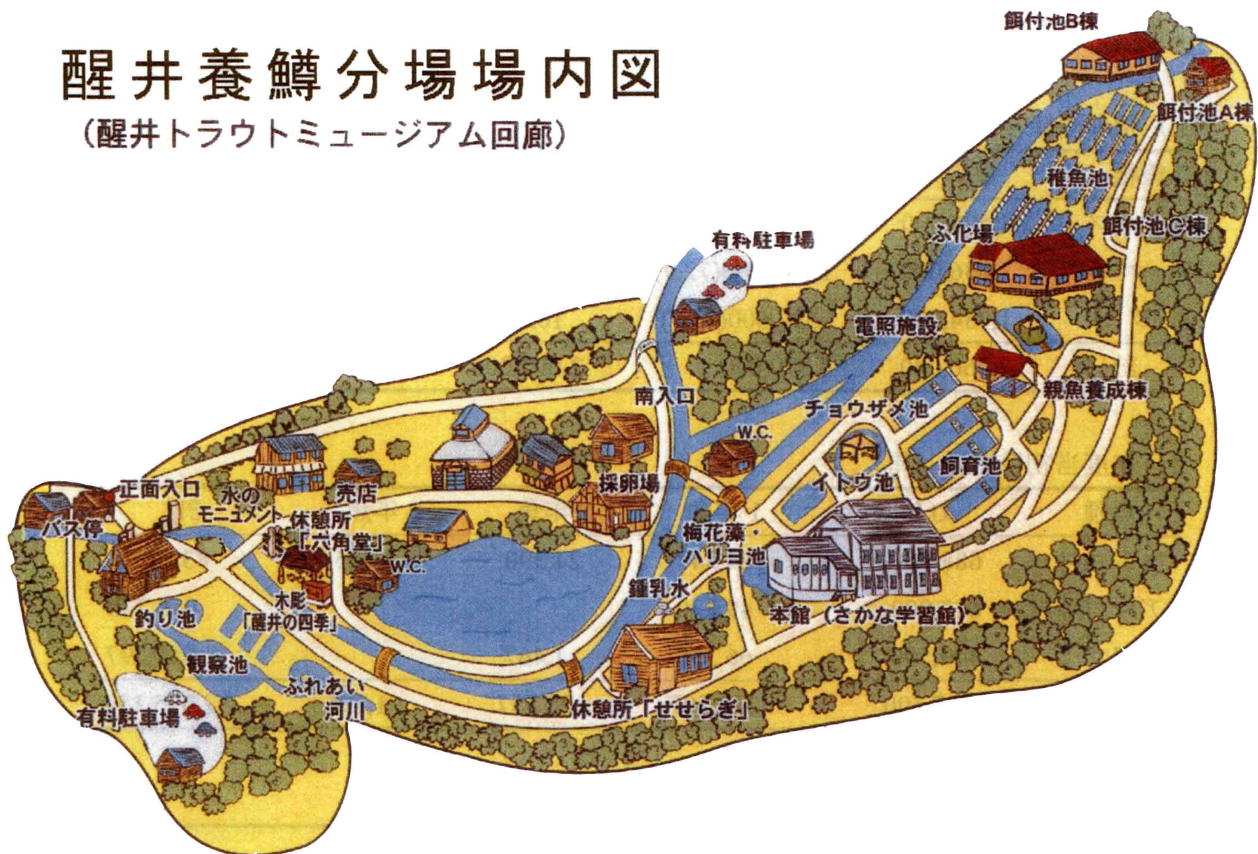 醒井養鱒分場場内図
(醒井トラウトミュージアム回廊)
餌付池B棟
餌付池A棟
稚魚池
餌付池C棟
ふ化場
有料駐車場
電照施設
親魚養成棟
南入口
チョウザメ池
W.C.
飼育池
イトウ池
採卵場
売店
正面入口
水の
モニュメント
バス停
休憩所
「六角堂」
梅花藻・
ハリヨ池
W.C.
鍾乳水
本館(さかな学習館)
木彫
「醒井の四季」
釣り池
観察池
ふれあい
河川
有料駐車場
休憩所「せせらぎ」